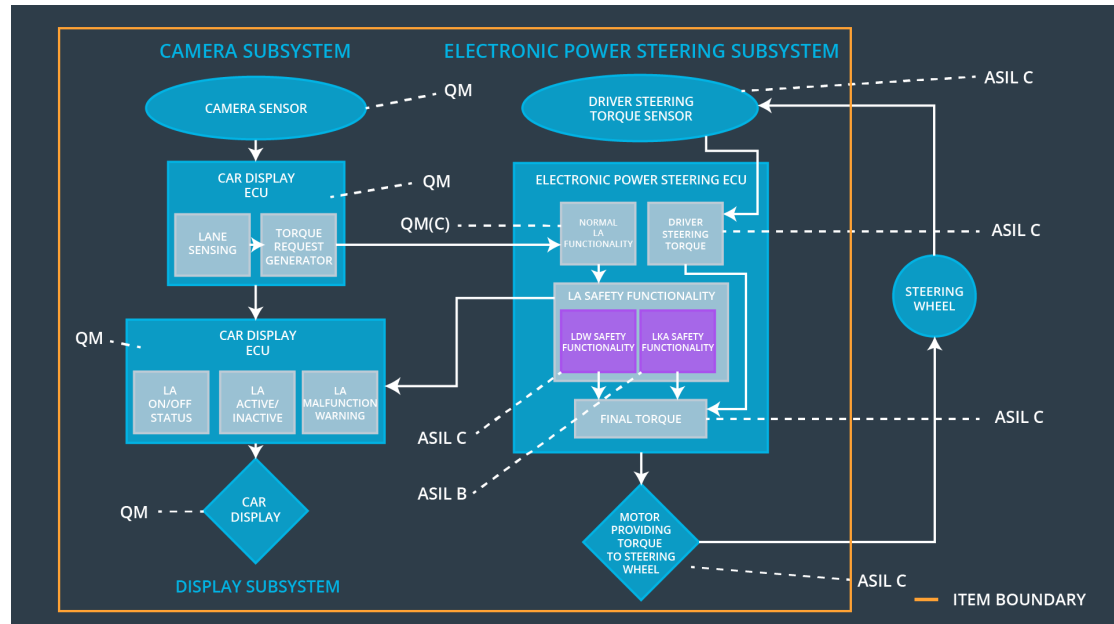 CAMERA SUBSYSTEM
ELECTRONIC POWER STEERING SUBSYSTEM
CAMERA SENSOR
QM
DRIVER STEERING
TORQUE SENSOR
ASIL C
CAR DISPLAY
ECU
QM
LANE
SENSING
TORQUE
REQUEST
GENERATOR
QM(C)
ELECTRONIC POWER STEERING ECU
NORMAL
LA
FUNCTIONALITY
DRIVER
STEERING
TORQUE
ASIL C
LA SAFETY FUNCTIONALITY
LDW SAFETY
FUNCTIONALITY
LKA SAFETY
FUNCTIONALITY
STEERING
WHEEL
QM
CAR DISPLAY
ECU
LA
ON/OFF
STATUS
LA
ACTIVE/
INACTIVE
LA
MALFUNCTION
WARNING
FINAL TORQUE
ASIL C
ASIL C
ASIL B
QM
CAR
DISPLAY
MOTOR
PROVIDING
TORQUE
TO STEERING
WHEEL
ASIL C
DISPLAY SUBSYSTEM
ITEM BOUNDARY